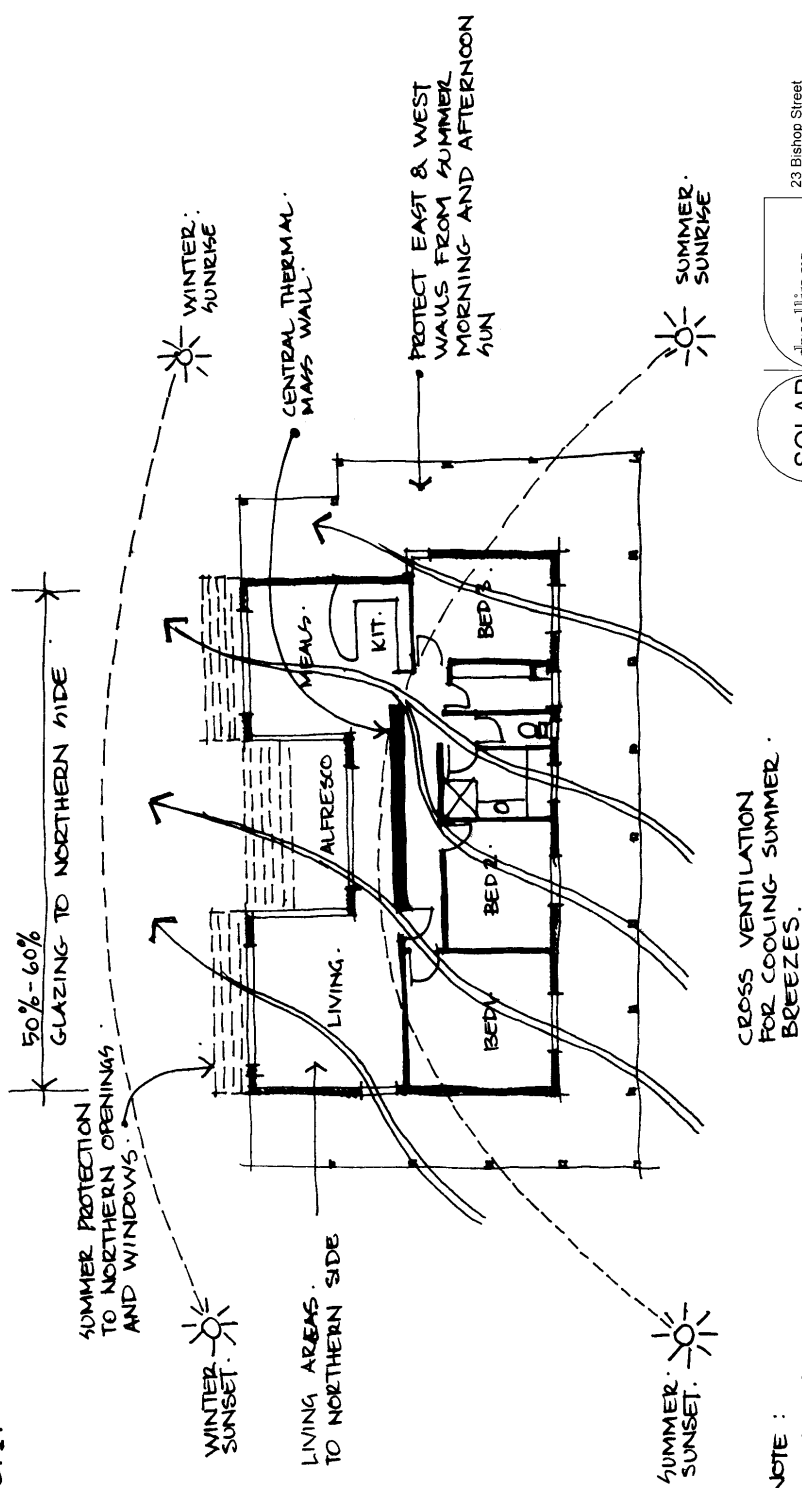 50%-60%
GLAZING TO NORTHERN SIDE
SUMMER PROTECTION
TO NORTHERN OPENINGS
AND WINDOWS.
WINTER
SUNSET.
WINTER.
SUNRISE
LIVING AREAS.
TO NORTHERN SIDE
CENTRAL THERMAL.
MASS WALL.
PROTECT EAST & WEST
WALLS FROM SUMMER
MORNING AND AFTERNOON
SUN
LIVING.
ALFRESCO
MEALS.
KIT.
BED 1.
BED 2.
BED 3.
SUMMER.
SUNSET.
SUMMER.
SUNRISE
CROSS VENTILATION
FOR COOLING SUMMER.
BREEZES.
NOTE :
23 Bishop Street
SOLAR